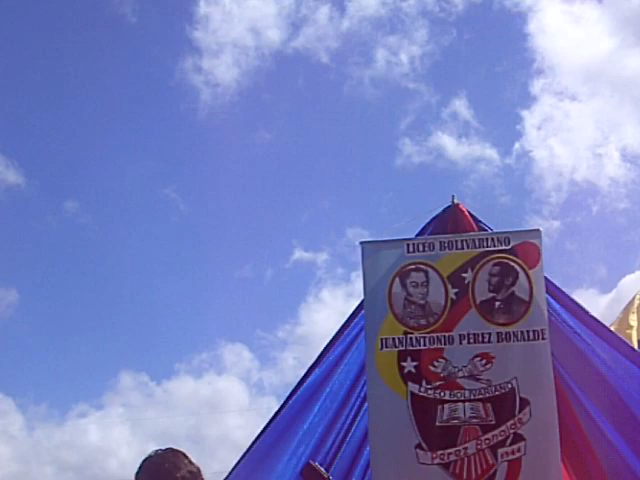 LICEO BOLIVARIANO
JUAN ANTONIO PÉREZ BONALDE
LICEO BOLIVARIANO
Pérez Bonalde
1944